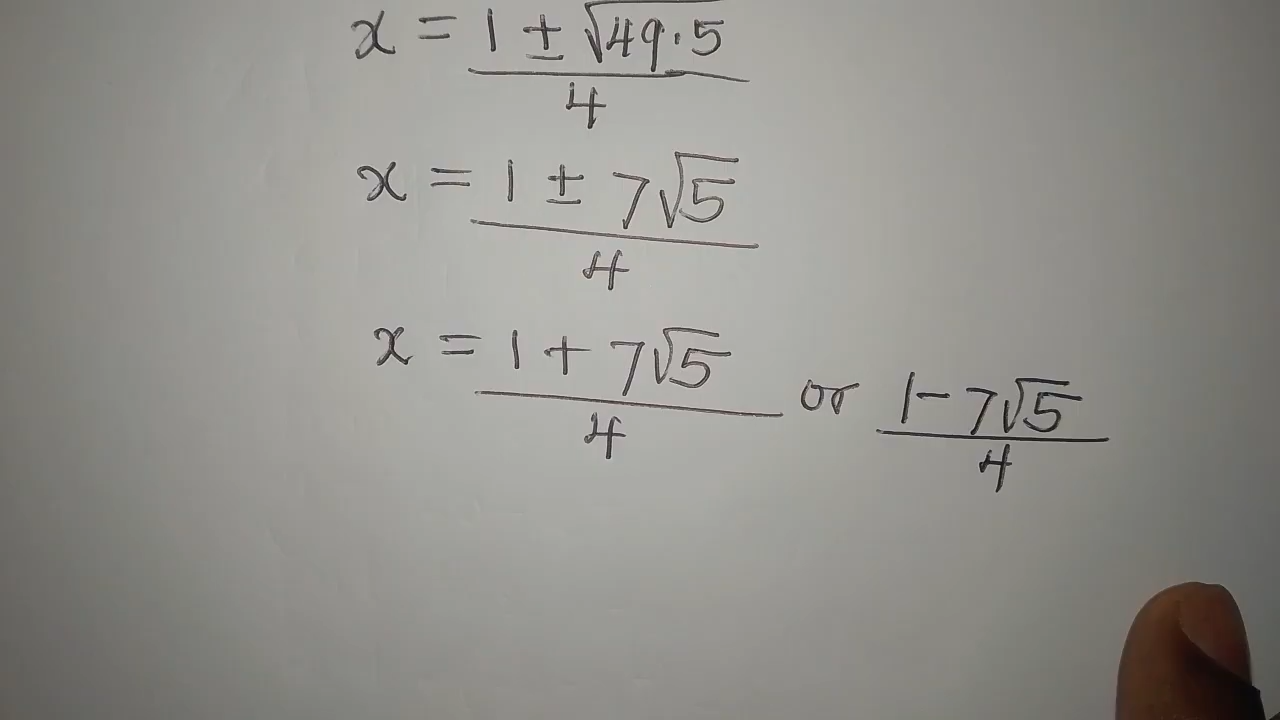 x = 1 ± √49·5 / 4
x = 1 ± 7√5 / 4
x = 1 + 7√5 / 4 or 1 - 7√5 / 4